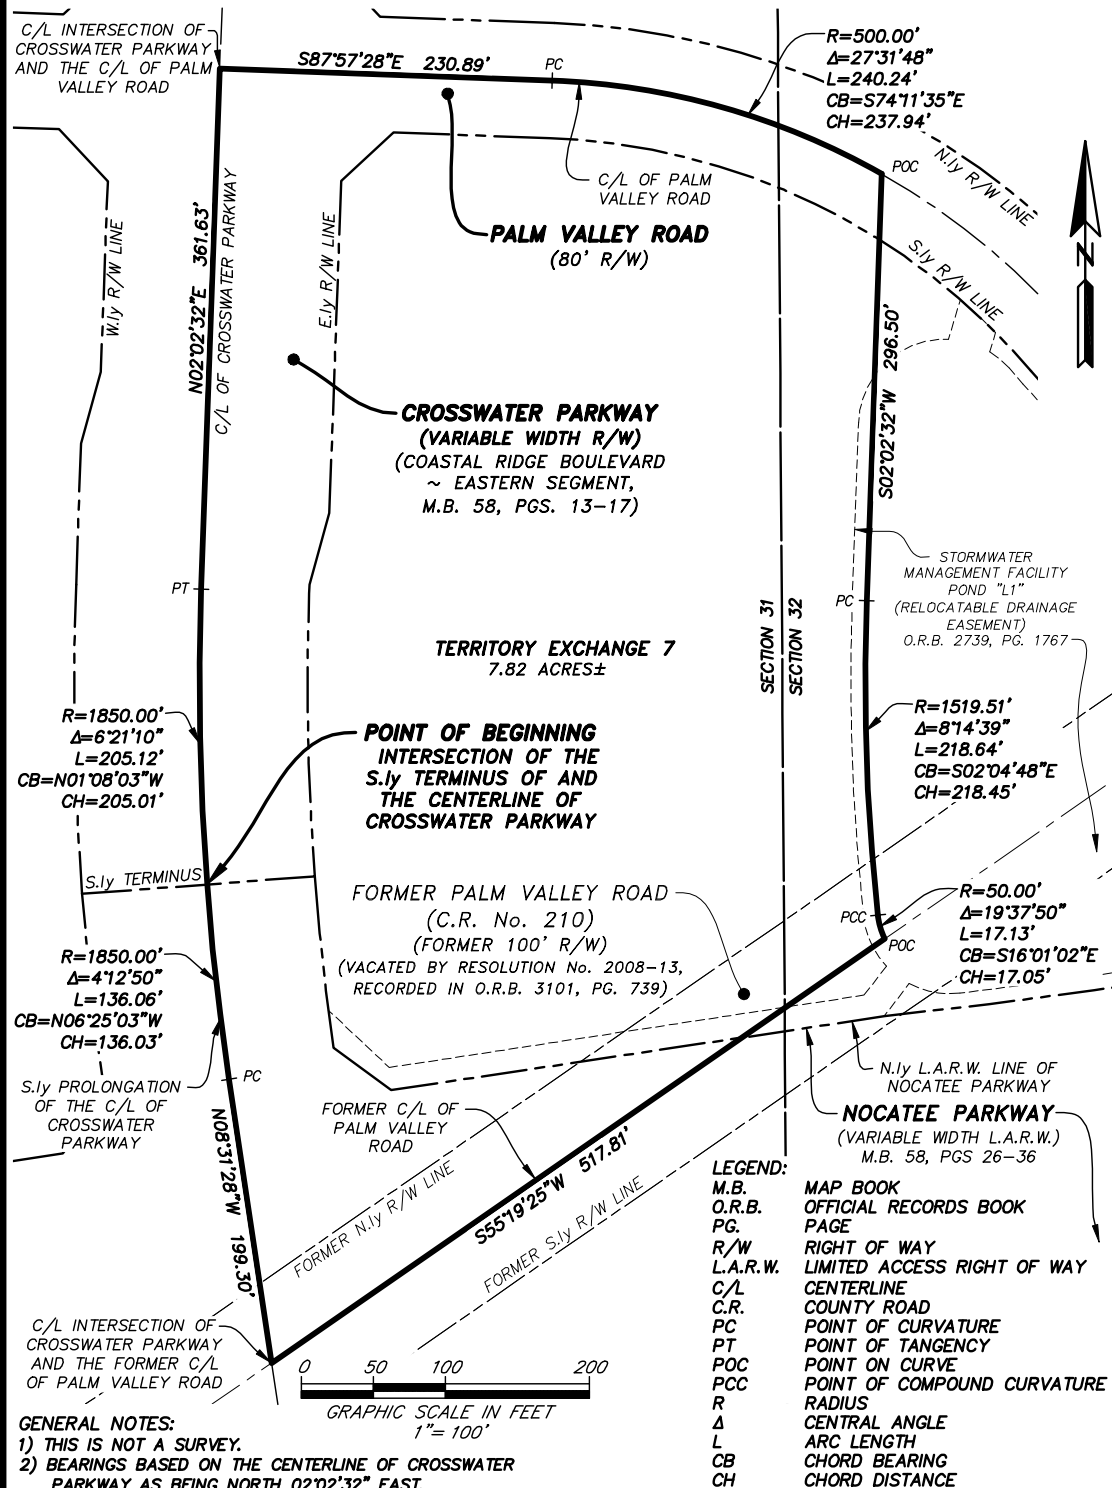 C/L INTERSECTION OF
CROSSWATER PARKWAY
AND THE C/L OF PALM
VALLEY ROAD
S87°57'28"E 230.89'
PC
R=500.00'
Δ=27°31'48"
L=240.24'
CB=S74°11'35"E
CH=237.94'
POC
N.ly R/W LINE
C/L OF PALM
VALLEY ROAD
PALM VALLEY ROAD
(80' R/W)
S.ly R/W LINE
N
W.ly R/W LINE
N02°02'32"E 361.63'
C/L OF CROSSWATER PARKWAY
E.ly R/W LINE
CROSSWATER PARKWAY
(VARIABLE WIDTH R/W)
(COASTAL RIDGE BOULEVARD
~ EASTERN SEGMENT,
M.B. 58, PGS. 13-17)
S02°02'32"W 296.50'
STORMWATER
MANAGEMENT FACILITY
POND "L1"
(RELOCATABLE DRAINAGE
EASEMENT)
O.R.B. 2739, PG. 1767
PT
PC
SECTION 31
SECTION 32
TERRITORY EXCHANGE 7
7.82 ACRES±
R=1850.00'
Δ=6°21'10"
L=205.12'
CB=N01°08'03"W
CH=205.01'
POINT OF BEGINNING
INTERSECTION OF THE
S.ly TERMINUS OF AND
THE CENTERLINE OF
CROSSWATER PARKWAY
R=1519.51'
Δ=8°14'39"
L=218.64'
CB=S02°04'48"E
CH=218.45'
S.ly TERMINUS
FORMER PALM VALLEY ROAD
(C.R. No. 210)
(FORMER 100' R/W)
(VACATED BY RESOLUTION No. 2008-13,
RECORDED IN O.R.B. 3101, PG. 739)
PCC
POC
R=50.00'
Δ=19°37'50"
L=17.13'
CB=S16°01'02"E
CH=17.05'
R=1850.00'
Δ=4°12'50"
L=136.06'
CB=N06°25'03"W
CH=136.03'
PC
S.ly PROLONGATION
OF THE C/L OF
CROSSWATER
PARKWAY
N08°31'28"W 199.30'
FORMER C/L OF
PALM VALLEY
ROAD
FORMER N.ly R/W LINE
S55°19'25"W 517.81'
FORMER S.ly R/W LINE
N.ly L.A.R.W. LINE OF
NOCATEE PARKWAY
NOCATEE PARKWAY
(VARIABLE WIDTH L.A.R.W.)
M.B. 58, PGS 26-36
C/L INTERSECTION OF
CROSSWATER PARKWAY
AND THE FORMER C/L
OF PALM VALLEY ROAD
0 50 100 200
GRAPHIC SCALE IN FEET
1"= 100'
LEGEND:
M.B. MAP BOOK
O.R.B. OFFICIAL RECORDS BOOK
PG. PAGE
R/W RIGHT OF WAY
L.A.R.W. LIMITED ACCESS RIGHT OF WAY
C/L CENTERLINE
C.R. COUNTY ROAD
PC POINT OF CURVATURE
PT POINT OF TANGENCY
POC POINT ON CURVE
PCC POINT OF COMPOUND CURVATURE
R RADIUS
Δ CENTRAL ANGLE
L ARC LENGTH
CB CHORD BEARING
CH CHORD DISTANCE
GENERAL NOTES:
1) THIS IS NOT A SURVEY.
2) BEARINGS BASED ON THE CENTERLINE OF CROSSWATER
PARKWAY AS BEING NORTH 02°02'32" EAST